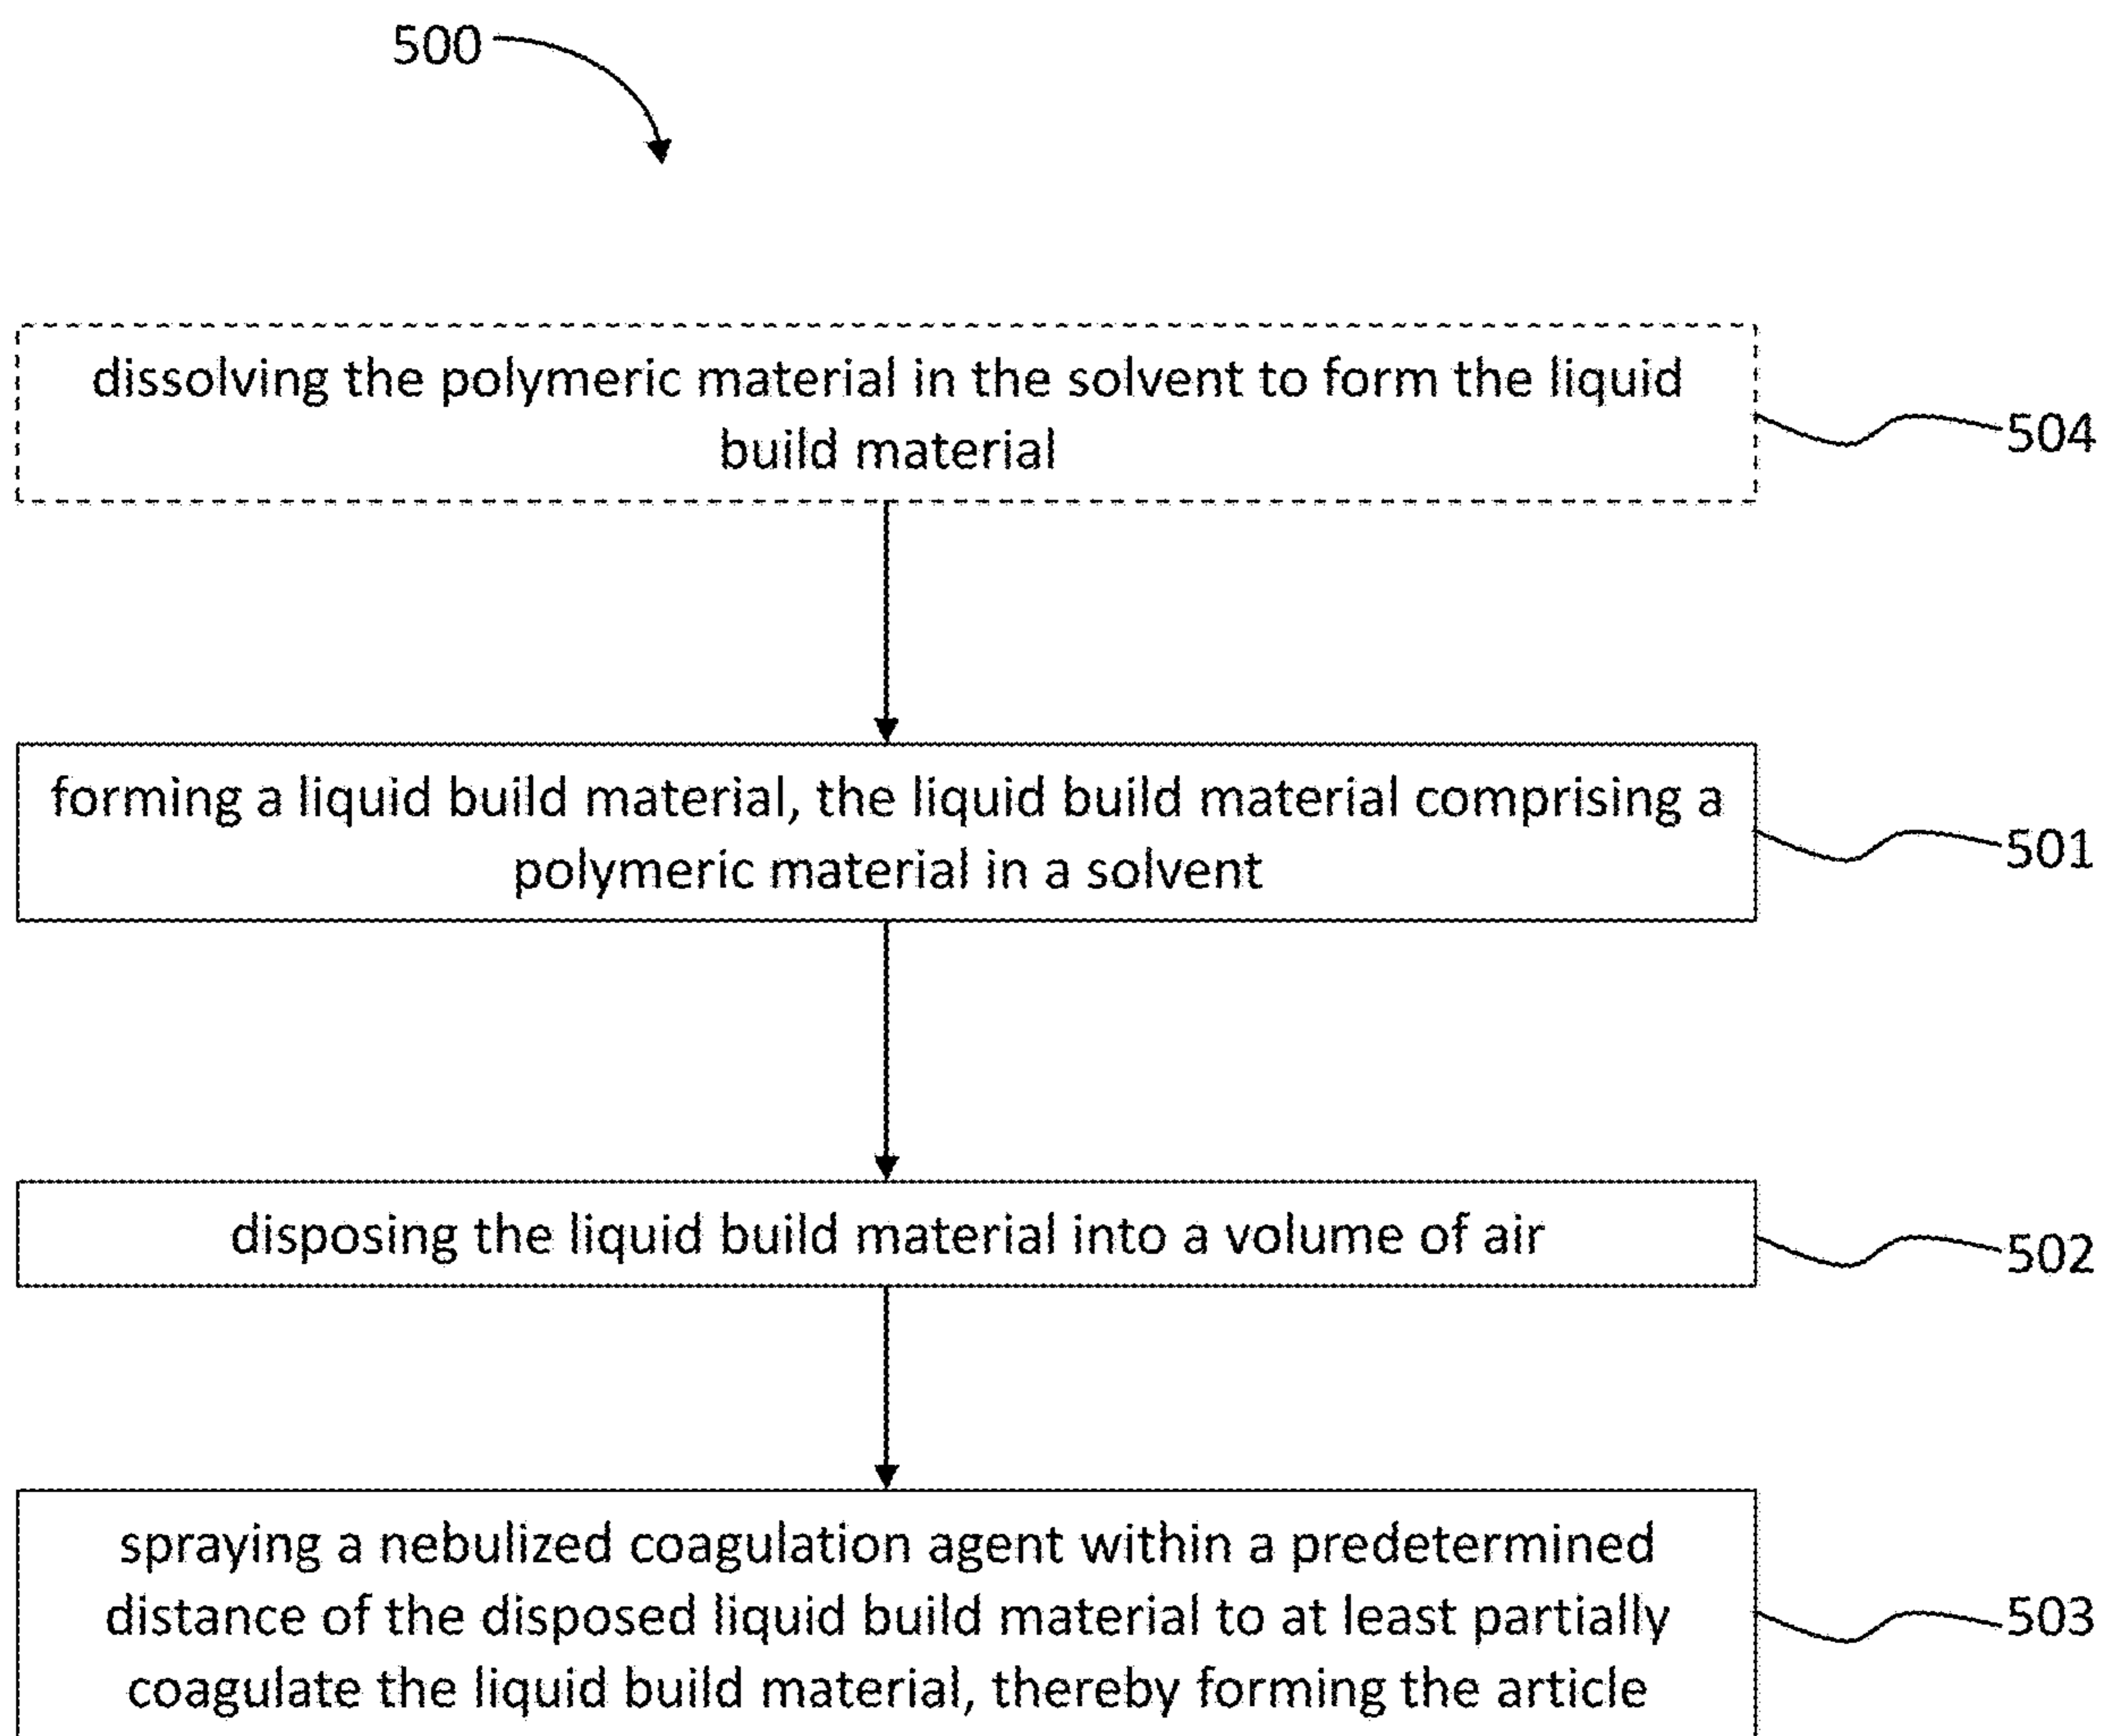 500
dissolving the polymeric material in the solvent to form the liquid
build material
504
forming a liquid build material, the liquid build material comprising a
polymeric material in a solvent
501
disposing the liquid build material into a volume of air
502
spraying a nebulized coagulation agent within a predetermined
distance of the disposed liquid build material to at least partially
coagulate the liquid build material, thereby forming the article
503